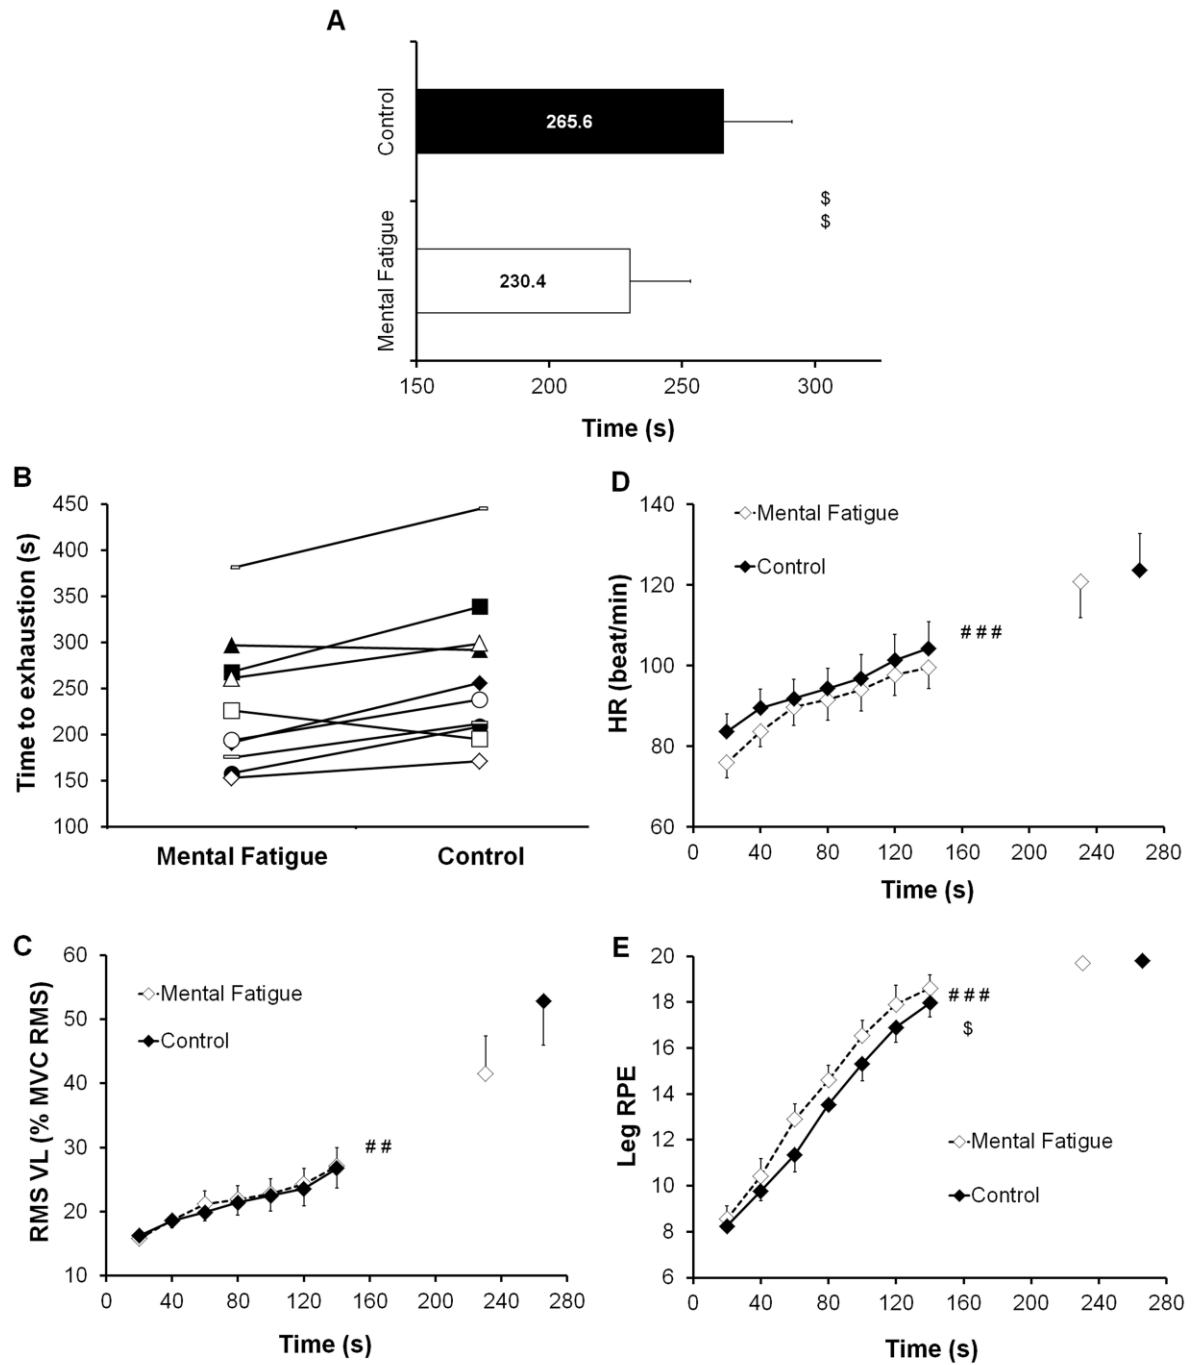 A
Control
265.6
$
$
Mental Fatigue
230.4
150 200 250 300
Time (s)
B
Time to exhaustion (s)
450
400
350
300
250
200
150
100
Mental Fatigue Control
D
HR (beat/min)
140
120
100
80
60
Mental Fatigue
Control
# # #
0 40 80 120 160 200 240 280
Time (s)
C
RMS VL (% MVC RMS)
60
50
40
30
20
10
Mental Fatigue
Control
# #
0 40 80 120 160 200 240 280
Time (s)
E
Leg RPE
20
18
16
14
12
10
8
6
# # #
$
Mental Fatigue
Control
0 40 80 120 160 200 240 280
Time (s)